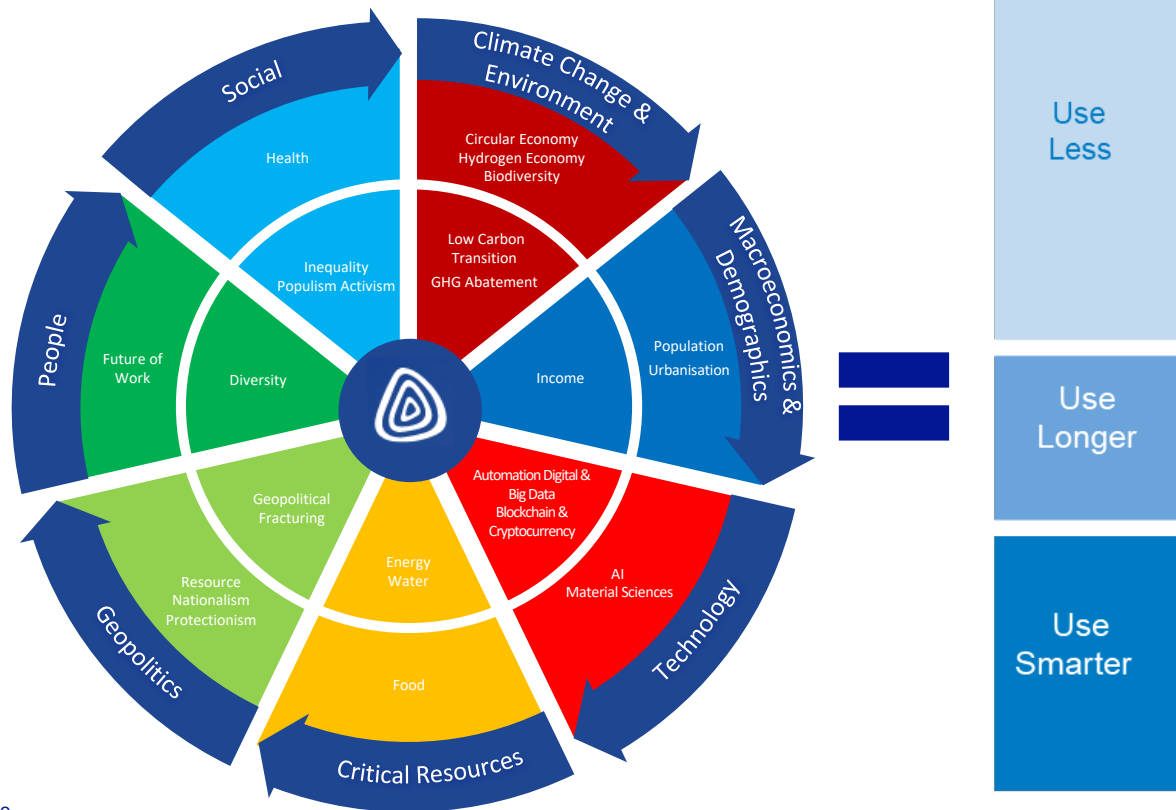 Social
Health
Inequality
Populism Activism
Climate Change &
Environment
Circular Economy
Hydrogen Economy
Biodiversity
Low Carbon
Transition
GHG Abatement
Macroeconomics &
Demographics
Population
Urbanisation
Income
Technology
Automation Digital &
Big Data
Blockchain &
Cryptocurrency
AI
Material Sciences
Critical Resources
Energy
Water
Food
Geopolitics
Geopolitical
Fracturing
Resource
Nationalism
Protectionism
People
Future of
Work
Diversity
Use
Less
Use
Longer
Use
Smarter